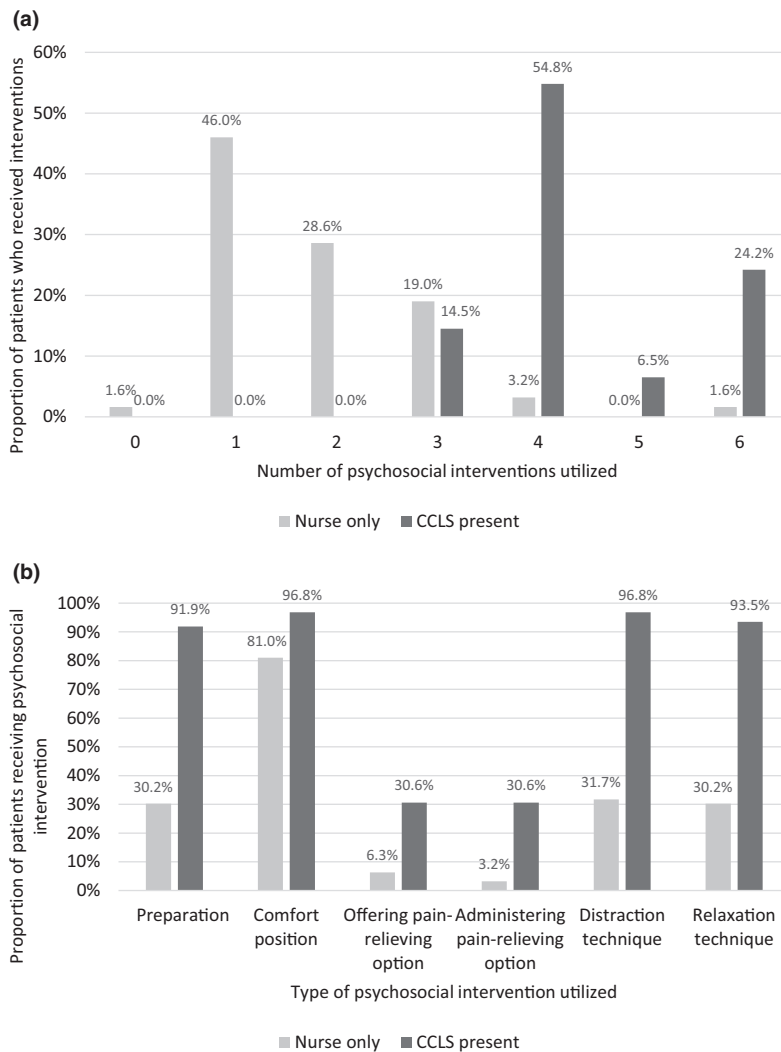 (a)
Proportion of patients who received interventions
60%
50%
40%
30%
20%
10%
0%
1.6%
0.0%
46.0%
0.0%
28.6%
0.0%
19.0%
14.5%
3.2%
54.8%
0.0%
6.5%
1.6%
24.2%
0 1 2 3 4 5 6
Number of psychosocial interventions utilized
Nurse only CCLS present
(b)
Proportion of patients receiving psychosocial
intervention
100%
90%
80%
70%
60%
50%
40%
30%
20%
10%
0%
30.2%
91.9%
81.0%
96.8%
6.3%
30.6%
3.2%
30.6%
31.7%
96.8%
30.2%
93.5%
Preparation
Comfort
position
Offering pain-
relieving
option
Administering
pain-relieving
option
Distraction
technique
Relaxation
technique
Type of psychosocial intervention utilized
Nurse only CCLS present